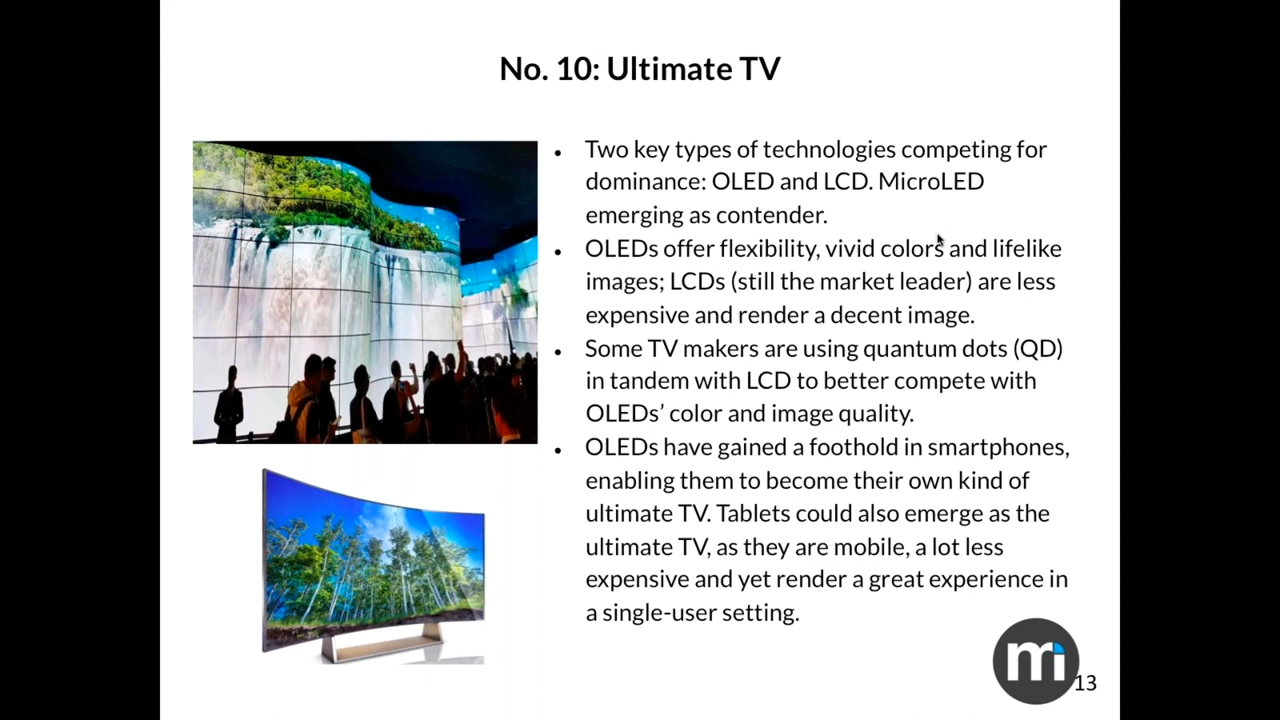 No. 10: Ultimate TV
• Two key types of technologies competing for
dominance: OLED and LCD. MicroLED
emerging as contender.
• OLEDs offer flexibility, vivid colors and lifelike
images; LCDs (still the market leader) are less
expensive and render a decent image.
• Some TV makers are using quantum dots (QD)
in tandem with LCD to better compete with
OLEDs’ color and image quality.
• OLEDs have gained a foothold in smartphones,
enabling them to become their own kind of
ultimate TV. Tablets could also emerge as the
ultimate TV, as they are mobile, a lot less
expensive and yet render a great experience in
a single-user setting.
mi
13